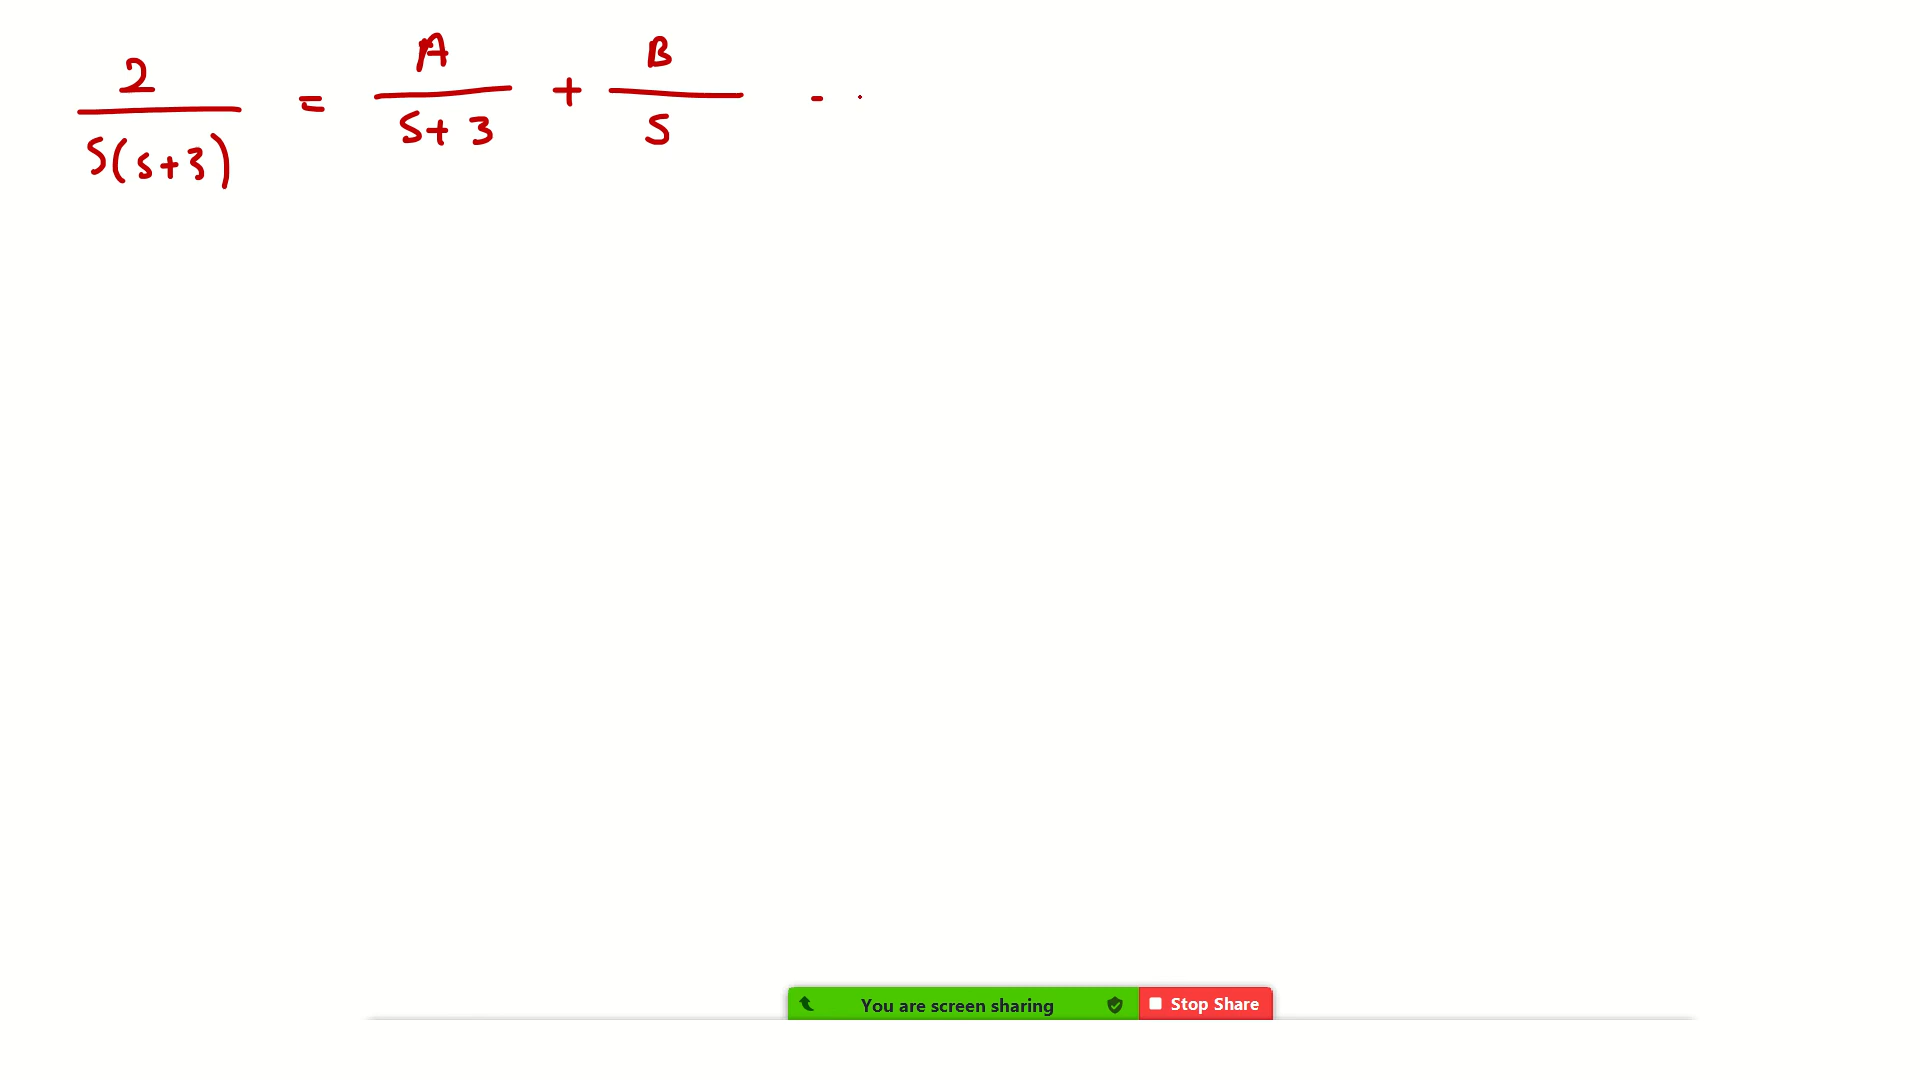 2/(s(s+3)) = A/(s+3) + B/s - .
You are screen sharing Stop Share